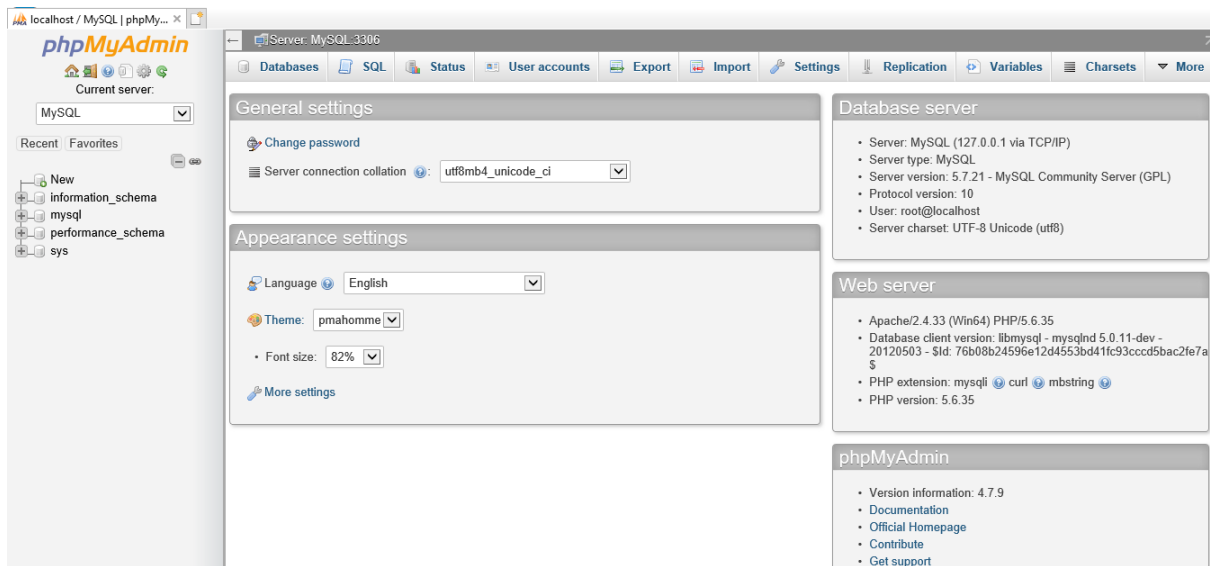 localhost / MySQL | phpMy...
phpMyAdmin
Current server:
MySQL
Recent Favorites
New
information_schema
mysql
performance_schema
sys
Server: MySQL:3306
Databases SQL Status User accounts Export Import Settings Replication Variables Charsets More
General settings
Change password
Server connection collation : utf8mb4_unicode_ci
Appearance settings
Language English
Theme: pmahomme
• Font size: 82%
More settings
Database server
• Server: MySQL (127.0.0.1 via TCP/IP)
• Server type: MySQL
• Server version: 5.7.21 - MySQL Community Server (GPL)
• Protocol version: 10
• User: root@localhost
• Server charset: UTF-8 Unicode (utf8)
Web server
• Apache/2.4.33 (Win64) PHP/5.6.35
• Database client version: libmysql - mysqlnd 5.0.11-dev -
20120503 - $Id: 76b08b24596e12d4553bd41fc93cccd5bac2fe7a
$
• PHP extension: mysqli curl mbstring
• PHP version: 5.6.35
phpMyAdmin
• Version information: 4.7.9
• Documentation
• Official Homepage
• Contribute
• Get support